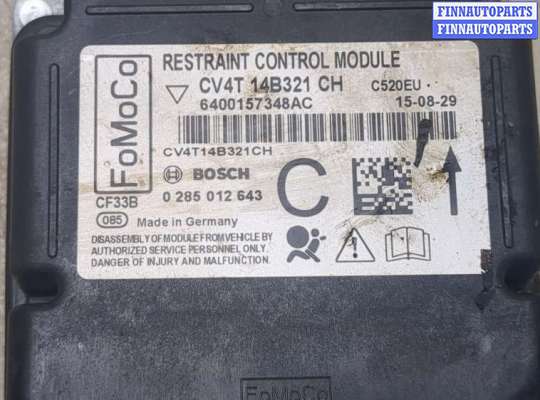 FINNAUTOPARTS
FINNAUTOPARTS
FoMoCo
RESTRAINT CONTROL MODULE
CV4T 14B321 CH
C520EU
6400157348AC
15-08-29
CV4T14B321CH
BOSCH
0 285 012 643
C
CF33B
085
Made in Germany
DISASSEMBLY OF MODULE FROM VEHICLE BY
AUTHORIZED SERVICE PERSONNEL ONLY.
DANGER OF INJURY AND MALFUNCTION.
FoMoCo